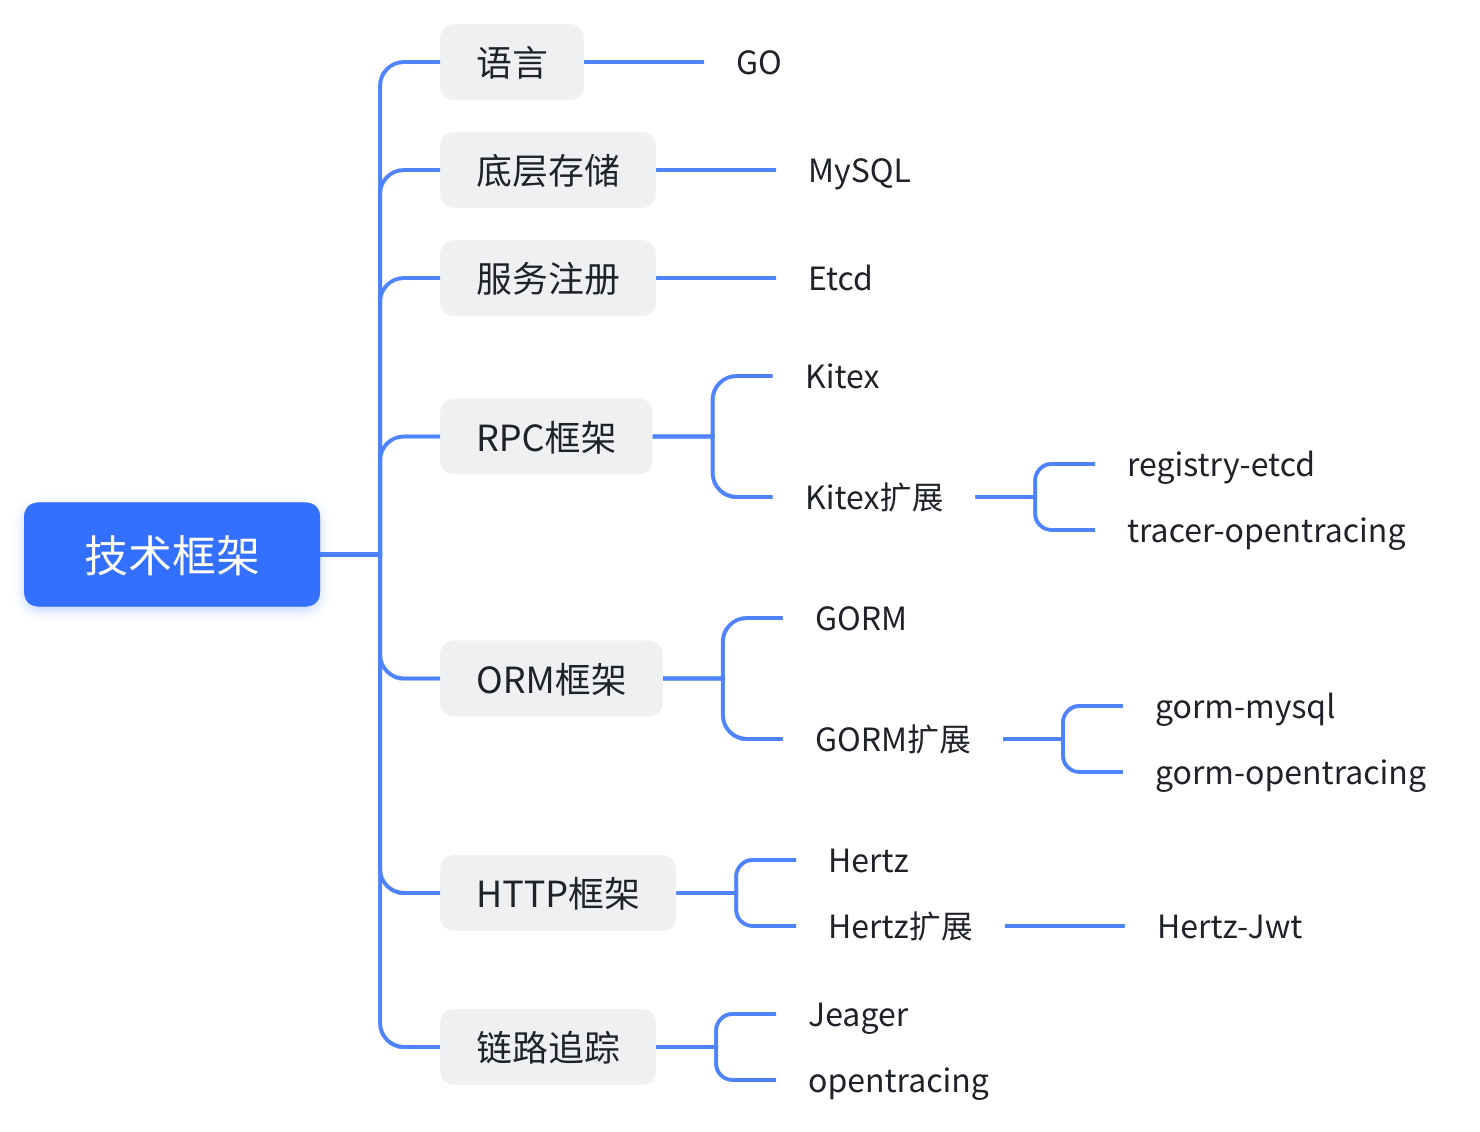 技术框架
语言
GO
底层存储
MySQL
服务注册
Etcd
RPC框架
Kitex
Kitex扩展
registry-etcd
tracer-opentracing
ORM框架
GORM
GORM扩展
gorm-mysql
gorm-opentracing
HTTP框架
Hertz
Hertz扩展
Hertz-Jwt
链路追踪
Jeager
opentracing